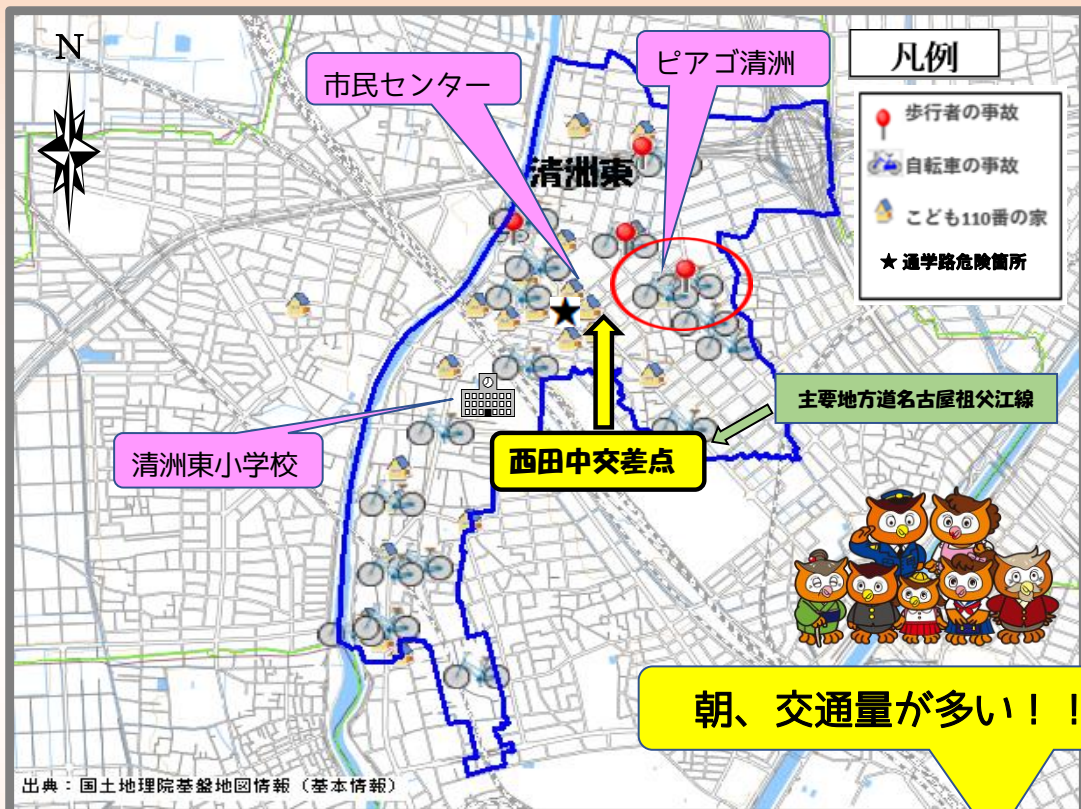 N
市民センター
ピアゴ清洲
凡例
歩行者の事故
自転車の事故
こども110番の家
★ 通学路危険箇所
清洲東
主要地方道名古屋祖父江線
西田中交差点
清洲東小学校
朝、交通量が多い！！
出典：国土地理院基盤地図情報（基本情報）